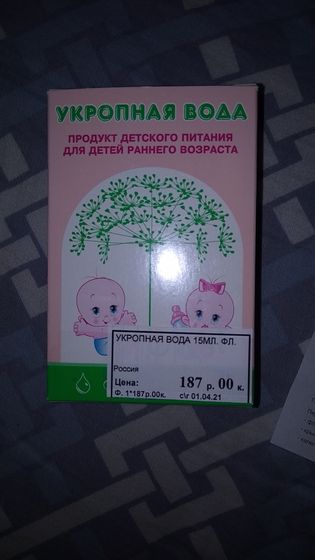 УКРОПНАЯ ВОДА
ПРОДУКТ ДЕТСКОГО ПИТАНИЯ
ДЛЯ ДЕТЕЙ РАННЕГО ВОЗРАСТА
УКРОПНАЯ ВОДА 15МЛ. ФЛ.
Россия
Цена: 187 р. 00 к.
Ф. 1*187р.00к. с\г 01.04.21